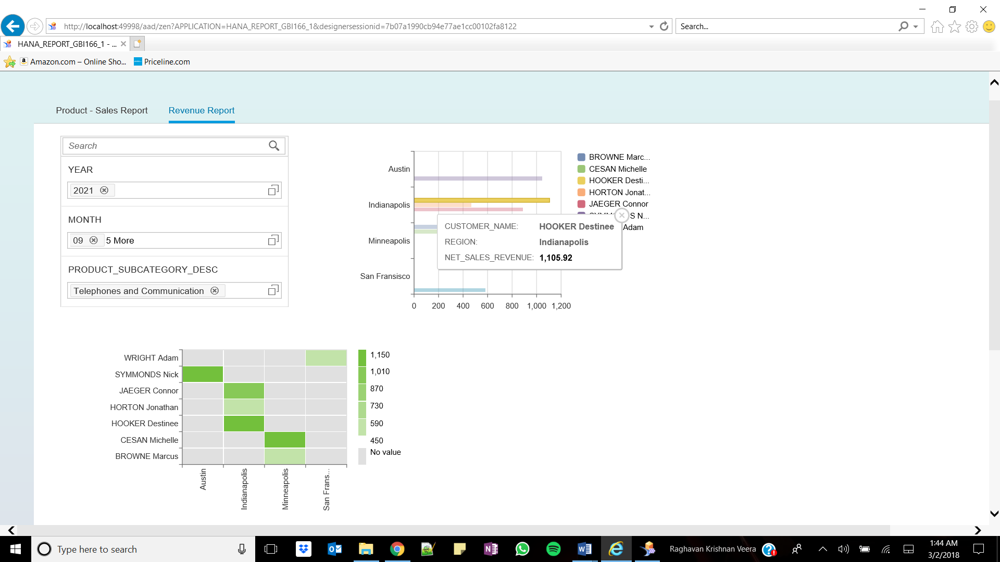 http://localhost:49998/aad/zen?APPLICATION=HANA_REPORT_GBI166_1&designersessionid=7b07a1990cb94e77ae1cc00102fa8122
Search...
HANA_REPORT_GBI166_1 - ...
Amazon.com – Online Sho...
Priceline.com
Product - Sales Report
Revenue Report
Search
YEAR
2021
MONTH
09
5 More
PRODUCT_SUBCATEGORY_DESC
Telephones and Communication
Austin
Indianapolis
Minneapolis
San Fransisco
0 200 400 600 800 1,000 1,200
BROWNE Marc...
CESAN Michelle
HOOKER Desti...
HORTON Jonat...
JAEGER Connor
S N...
Adam
CUSTOMER_NAME: HOOKER Destinee
REGION: Indianapolis
NET_SALES_REVENUE: 1,105.92
WRIGHT Adam
SYMMONDS Nick
JAEGER Connor
HORTON Jonathan
HOOKER Destinee
CESAN Michelle
BROWNE Marcus
Austin
Indianapolis
Minneapolis
San Frans...
1,150
1,010
870
730
590
450
No value
Type here to search
Raghavan Krishnan Veera
1:44 AM
3/2/2018